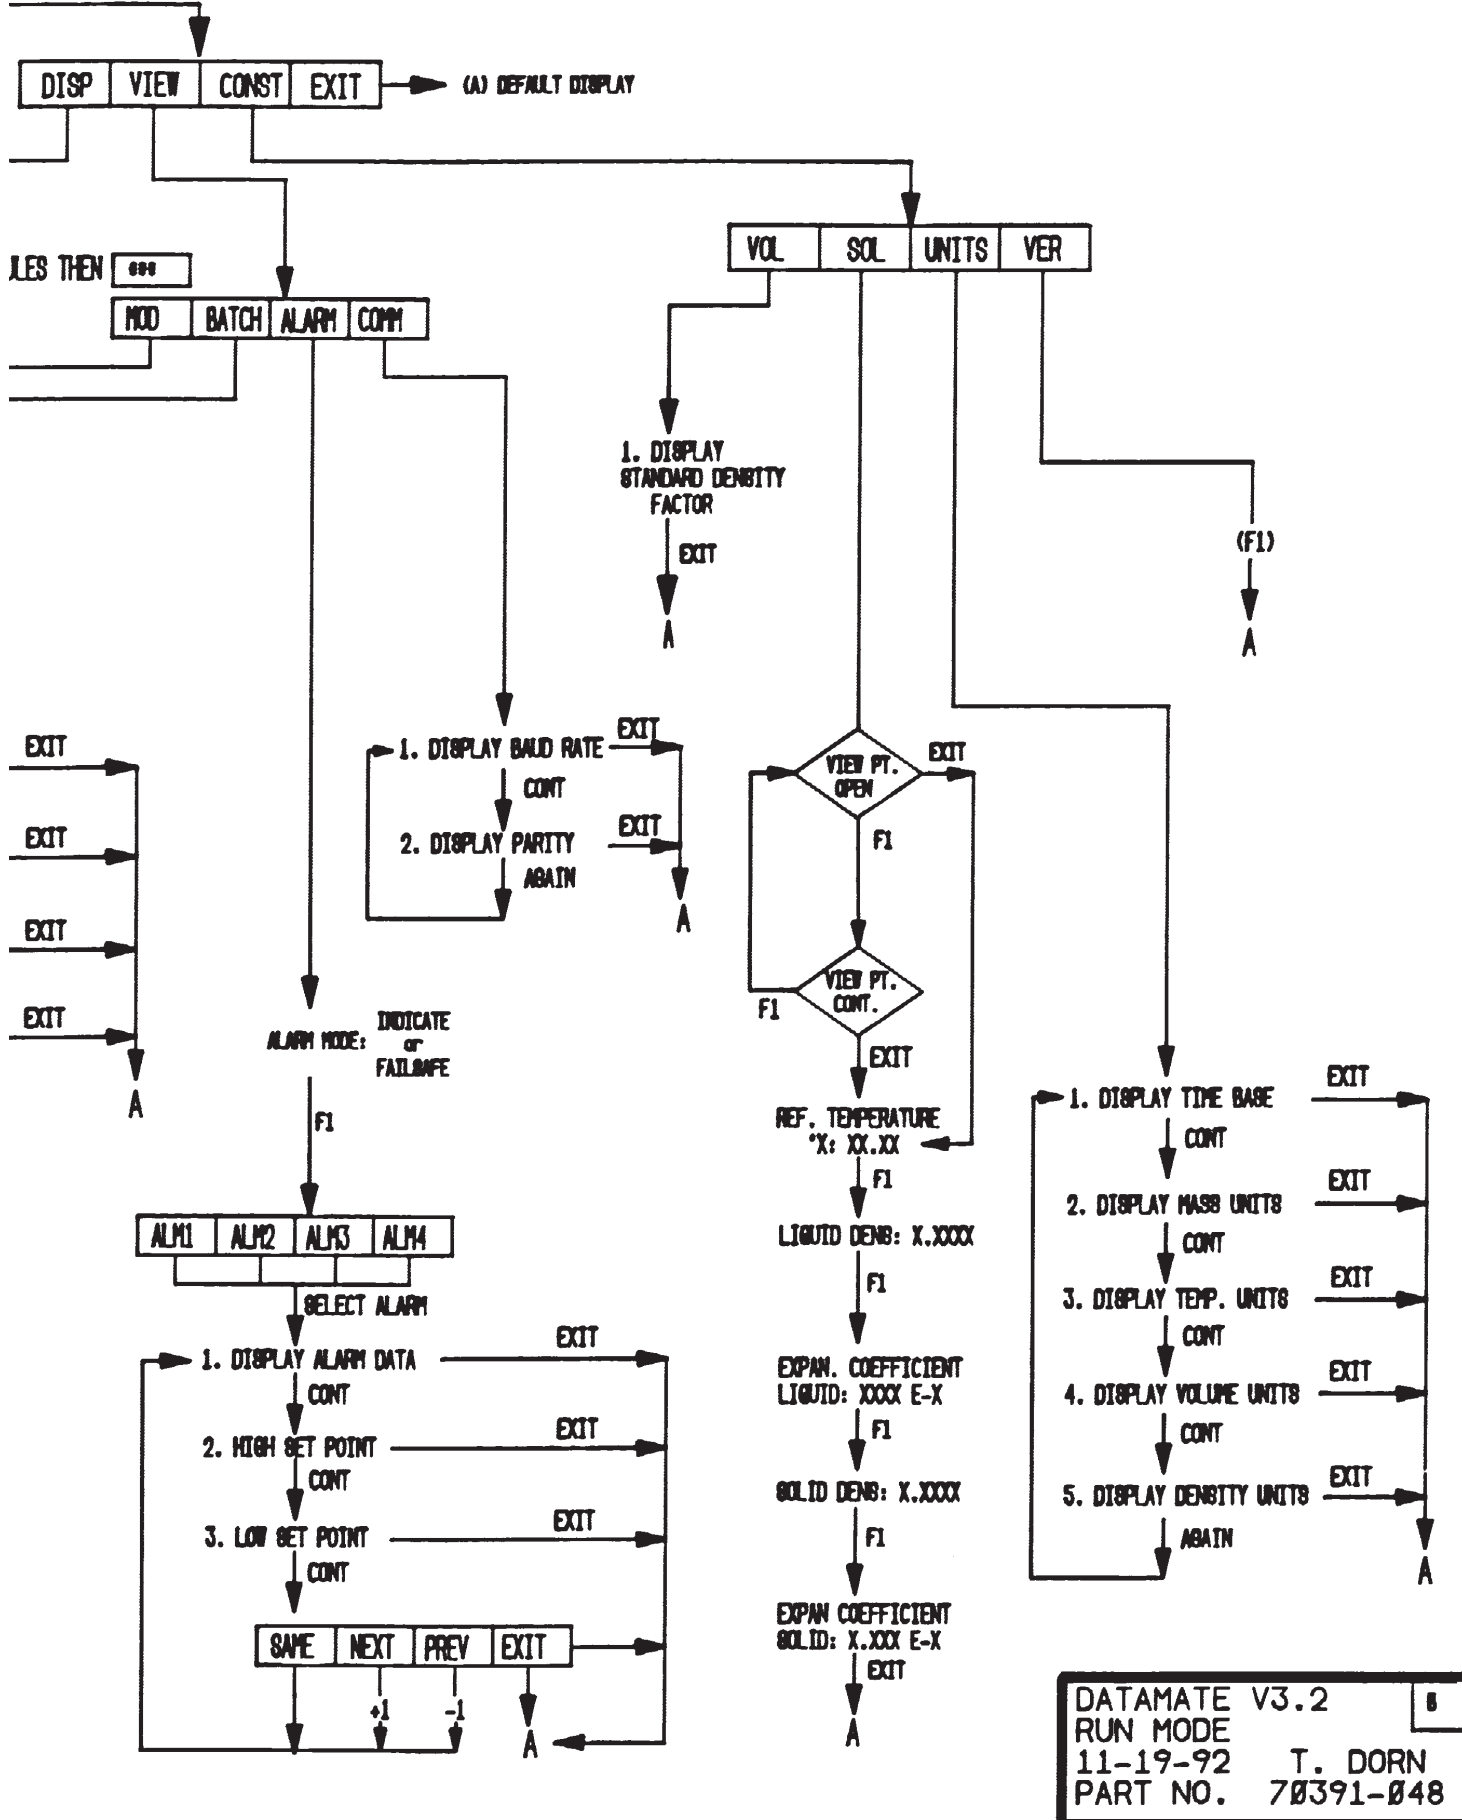 DISP VIEW CONST EXIT
(A) DEFAULT DISPLAY
VOL SOL UNITS VER
ULES THEN ***
MOD BATCH ALARM COMM
1. DISPLAY
STANDARD DENSITY
FACTOR
EXIT
A
(F1)
A
EXIT
EXIT
EXIT
EXIT
A
1. DISPLAY BAUD RATE
EXIT
CONT
2. DISPLAY PARITY
EXIT
AGAIN
A
ALARM MODE:
INDICATE
or
FAILSAFE
F1
ALM1 ALM2 ALM3 ALM4
SELECT ALARM
1. DISPLAY ALARM DATA
EXIT
CONT
2. HIGH SET POINT
EXIT
CONT
3. LOW SET POINT
EXIT
CONT
SAME NEXT PREV EXIT
+1
-1
A
VIEW PT.
OPEN
EXIT
F1
VIEW PT.
CONT.
F1
EXIT
REF. TEMPERATURE
°X: XX.XX
F1
LIQUID DENS: X.XXXX
F1
EXPAN. COEFFICIENT
LIQUID: XXXX E-X
F1
SOLID DENS: X.XXXX
F1
EXPAN COEFFICIENT
SOLID: X.XXX E-X
EXIT
A
1. DISPLAY TIME BASE
EXIT
CONT
2. DISPLAY MASS UNITS
EXIT
CONT
3. DISPLAY TEMP. UNITS
EXIT
CONT
4. DISPLAY VOLUME UNITS
EXIT
CONT
5. DISPLAY DENSITY UNITS
EXIT
AGAIN
A
DATAMATE V3.2
RUN MODE
11-19-92 T. DORN
PART NO. 70391-048